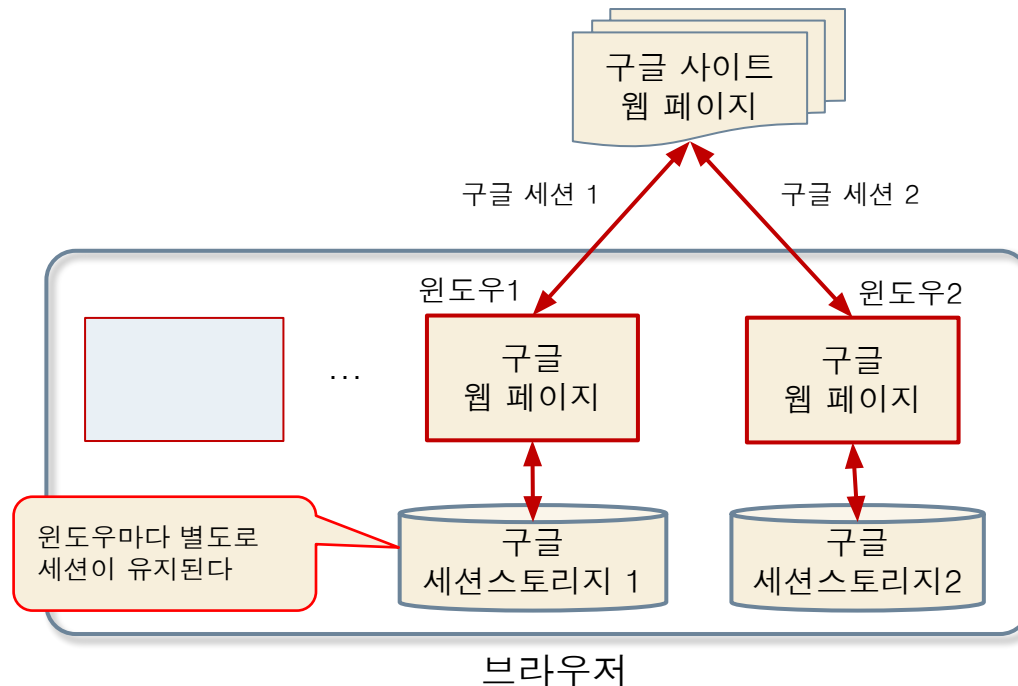 구글 사이트
웹 페이지
구글 세션 1
구글 세션 2
윈도우1
윈도우2
...
구글
웹 페이지
구글
웹 페이지
윈도우마다 별도로
세션이 유지된다
구글
세션스토리지 1
구글
세션스토리지2
브라우저